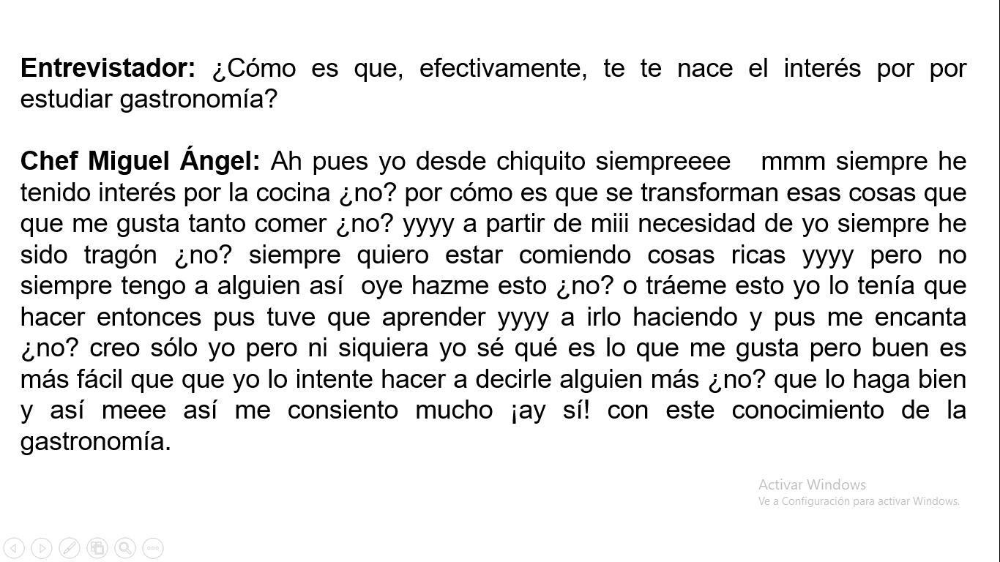 Entrevistador: ¿Cómo es que, efectivamente, te te nace el interés por por
estudiar gastronomía?
Chef Miguel Ángel: Ah pues yo desde chiquito siempreeee mmm siempre he
tenido interés por la cocina ¿no? por cómo es que se transforman esas cosas que
que me gusta tanto comer ¿no? yyyy a partir de miii necesidad de yo siempre he
sido tragón ¿no? siempre quiero estar comiendo cosas ricas yyyy pero no
siempre tengo a alguien así oye hazme esto ¿no? o tráeme esto yo lo tenía que
hacer entonces pus tuve que aprender yyyy a irlo haciendo y pus me encanta
¿no? creo sólo yo pero ni siquiera yo sé qué es lo que me gusta pero buen es
más fácil que que yo lo intente hacer a decirle alguien más ¿no? que lo haga bien
y así meee así me consiento mucho ¡ay sí! con este conocimiento de la
gastronomía.
Activar Windows
Ve a Configuración para activar Windows.